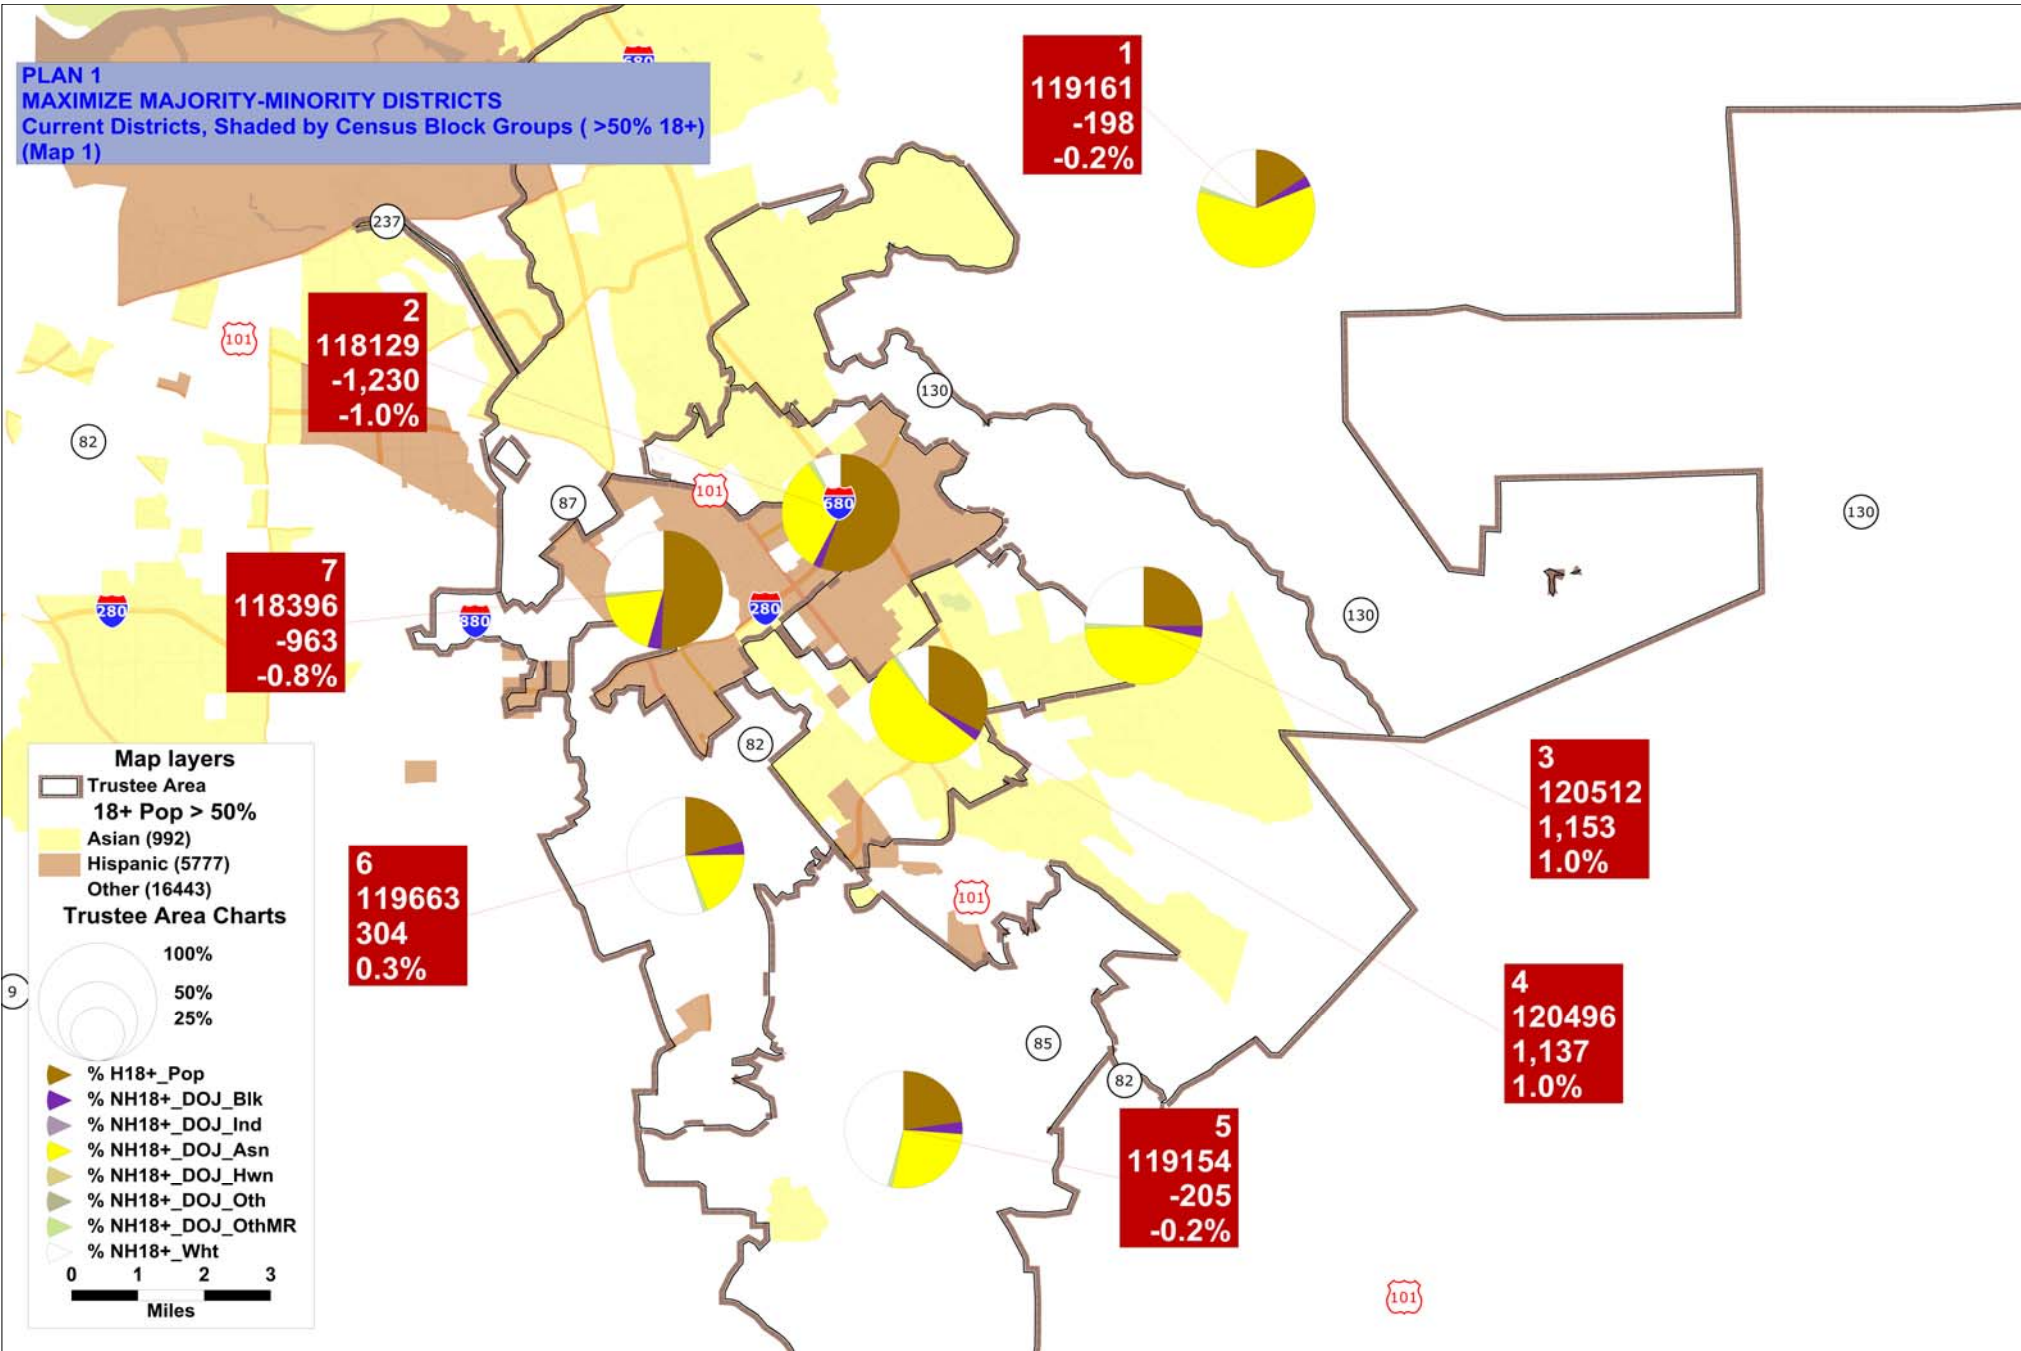 PLAN 1
MAXIMIZE MAJORITY-MINORITY DISTRICTS
Current Districts, Shaded by Census Block Groups ( >50% 18+)
(Map 1)
680
1
119161
-198
-0.2%
237
101
2
118129
-1,230
-1.0%
130
82
87
101
680
130
7
118396
-963
-0.8%
280
880
280
130
82
3
120512
1,153
1.0%
6
119663
304
0.3%
101
4
120496
1,137
1.0%
9
85
82
5
119154
-205
-0.2%
101
Map layers
Trustee Area
18+ Pop > 50%
Asian (992)
Hispanic (5777)
Other (16443)
Trustee Area Charts
100%
50%
25%
% H18+_Pop
% NH18+_DOJ_Blk
% NH18+_DOJ_Ind
% NH18+_DOJ_Asn
% NH18+_DOJ_Hwn
% NH18+_DOJ_Oth
% NH18+_DOJ_OthMR
% NH18+_Wht
0 1 2 3
Miles